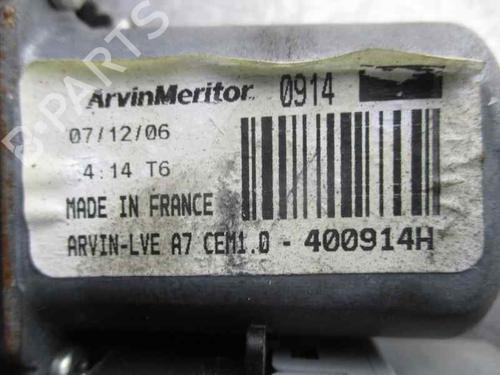 B-PARTS
ArvinMeritor 0914
07/12/06
4:14 T6
MADE IN FRANCE
ARVIN-LVE A7 CEM1.0 - 400914H